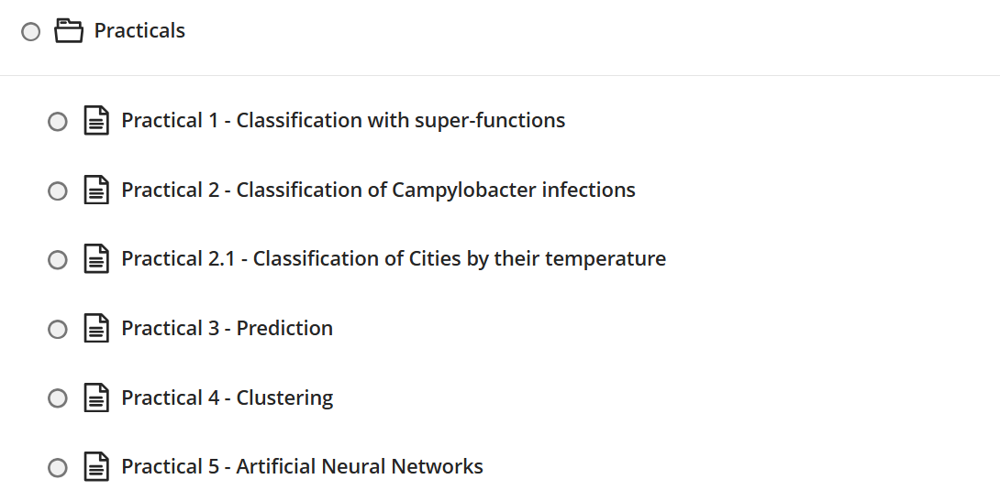 Practicals
Practical 1 - Classification with super-functions
Practical 2 - Classification of Campylobacter infections
Practical 2.1 - Classification of Cities by their temperature
Practical 3 - Prediction
Practical 4 - Clustering
Practical 5 - Artificial Neural Networks